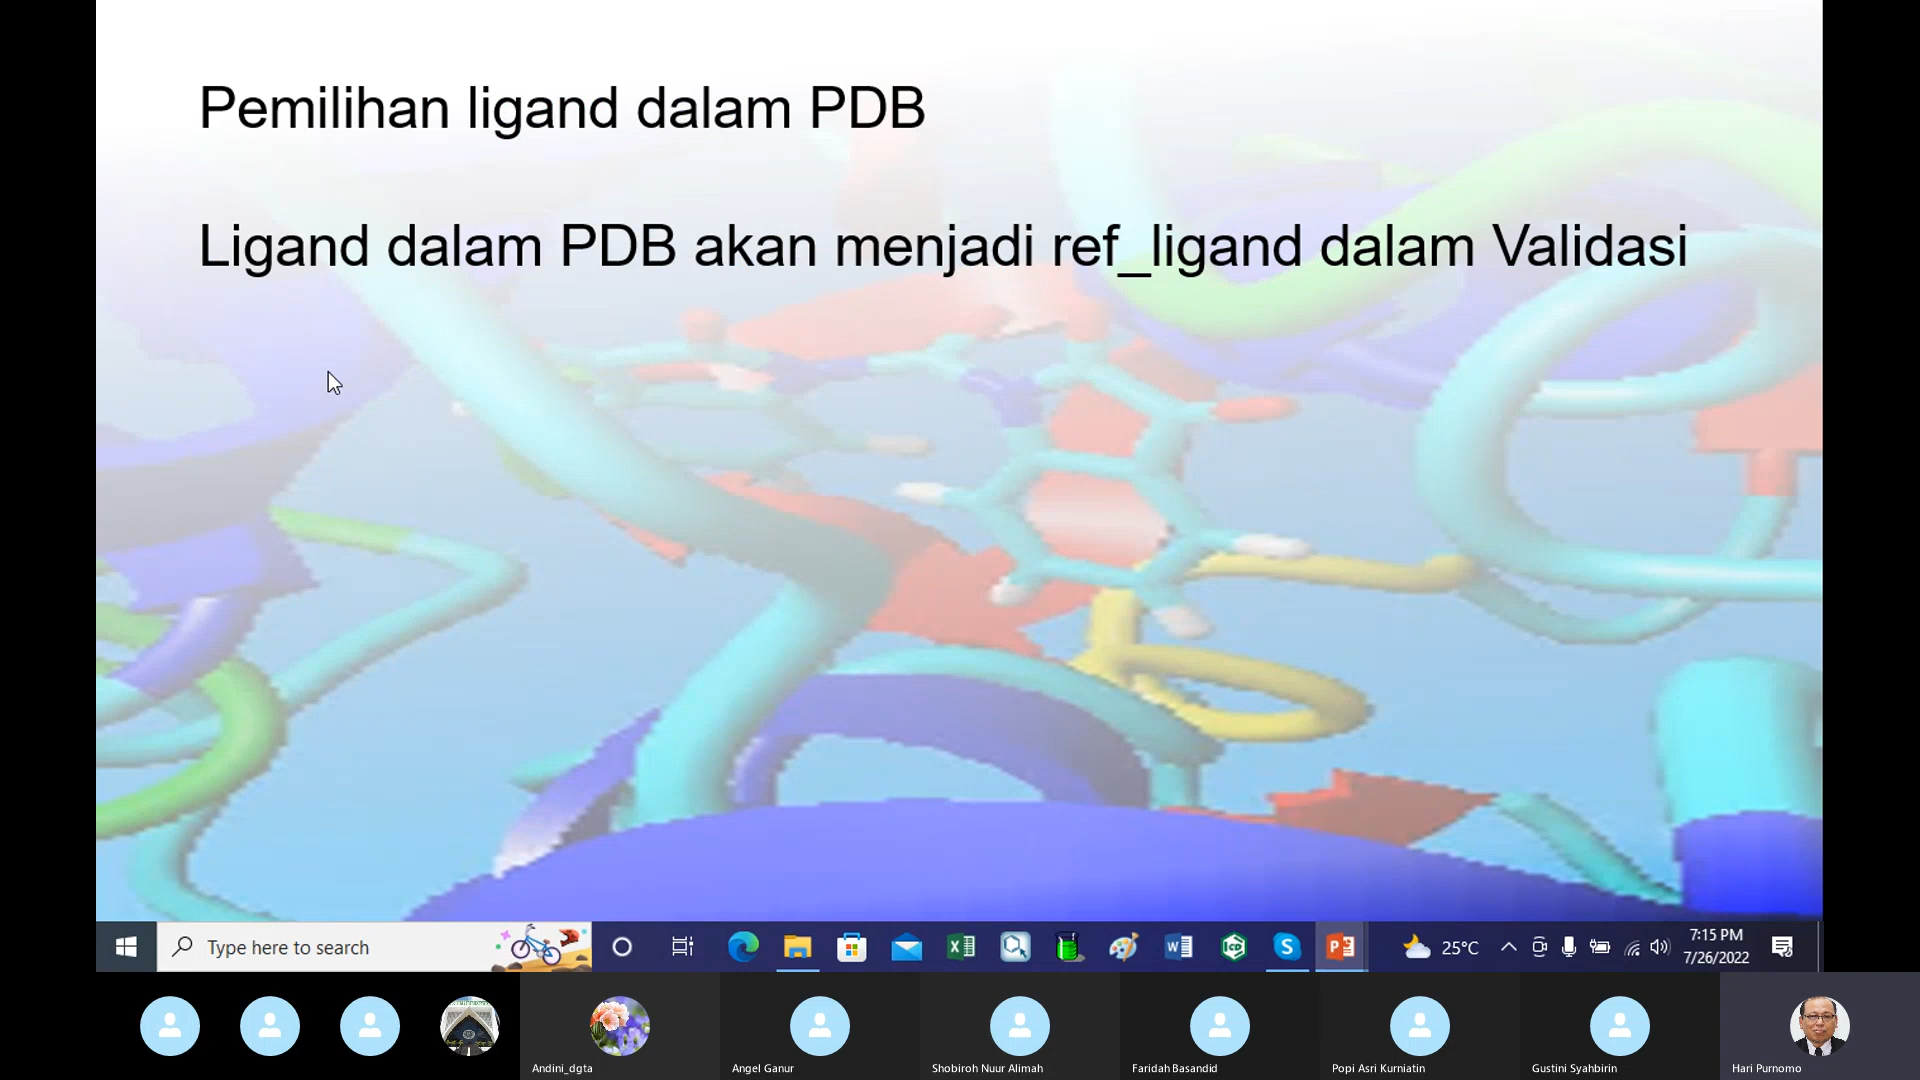 Pemilihan ligand dalam PDB
Ligand dalam PDB akan menjadi ref_ligand dalam Validasi
Type here to search
25°C
7:15 PM
7/26/2022
Andini_dgta
Angel Ganur
Shobiroh Nuur Alimah
Faridah Basandid
Popi Asri Kurniatin
Gustini Syahbirin
Hari Purnomo